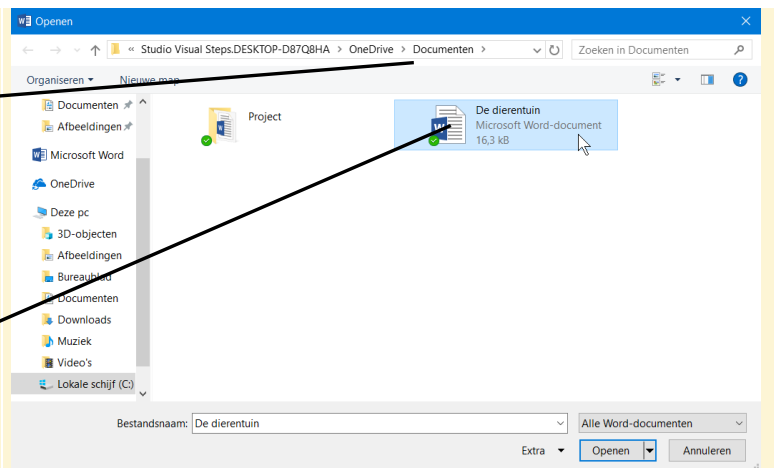 Openen
« Studio Visual Steps.DESKTOP-D87Q8HA > OneDrive > Documenten >
Zoeken in Documenten
Organiseren
Nieuwe map
Documenten
Afbeeldingen
Microsoft Word
OneDrive
Deze pc
3D-objecten
Afbeeldingen
Bureaublad
Documenten
Downloads
Muziek
Video's
Lokale schijf (C:)
Project
De dierentuin
Microsoft Word-document
16,3 kB
Bestandsnaam: De dierentuin
Alle Word-documenten
Extra
Openen
Annuleren